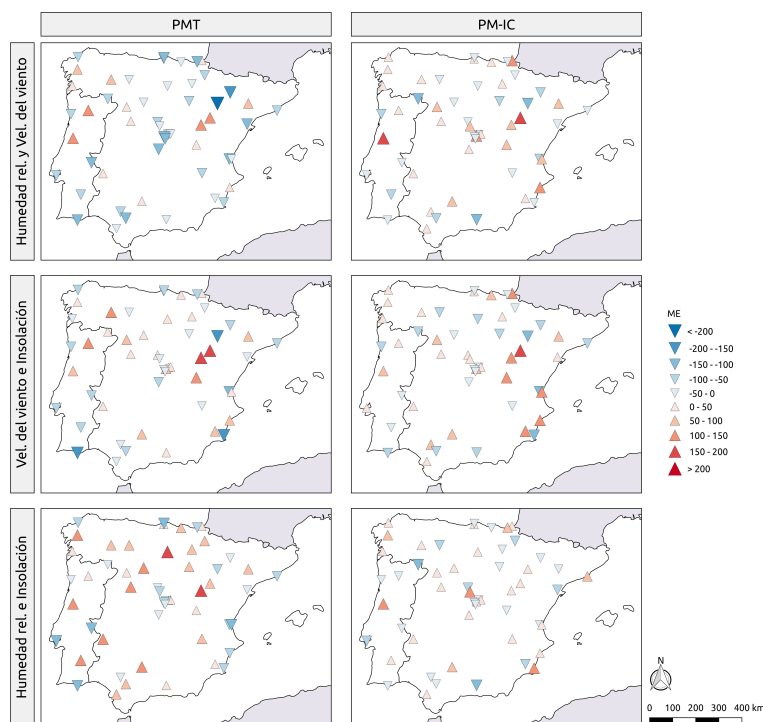 PMT
PM-IC
Humedad rel. y Vel. del viento
Vel. del viento e Insolación
Humedad rel. e Insolación
ME
< -200
-200 - -150
-150 - -100
-100 - -50
-50 - 0
0 - 50
50 - 100
100 - 150
150 - 200
> 200
N
0 100 200 300 400 km